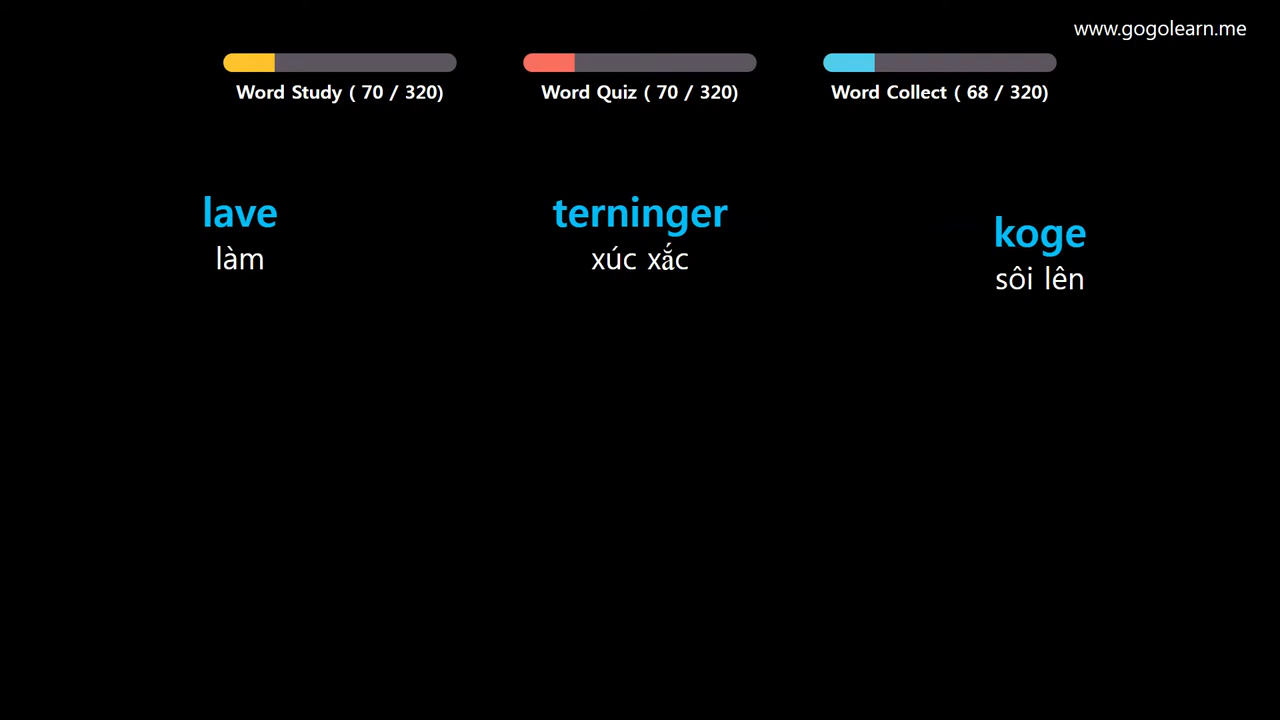 www.gogolearn.me
Word Study ( 70 / 320)
Word Quiz ( 70 / 320)
Word Collect ( 68 / 320)
lave
làm
terninger
xúc xắc
koge
sôi lên